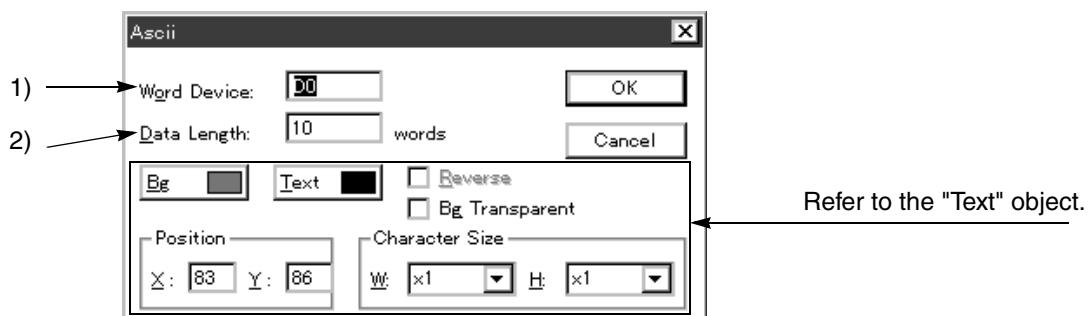 Ascii
1) Word Device: D0 OK
2) Data Length: 10 words Cancel
Bg Text Reverse
Bg Transparent
Refer to the "Text" object.
Position Character Size
X: 83 Y: 86 W: ×1 H: ×1